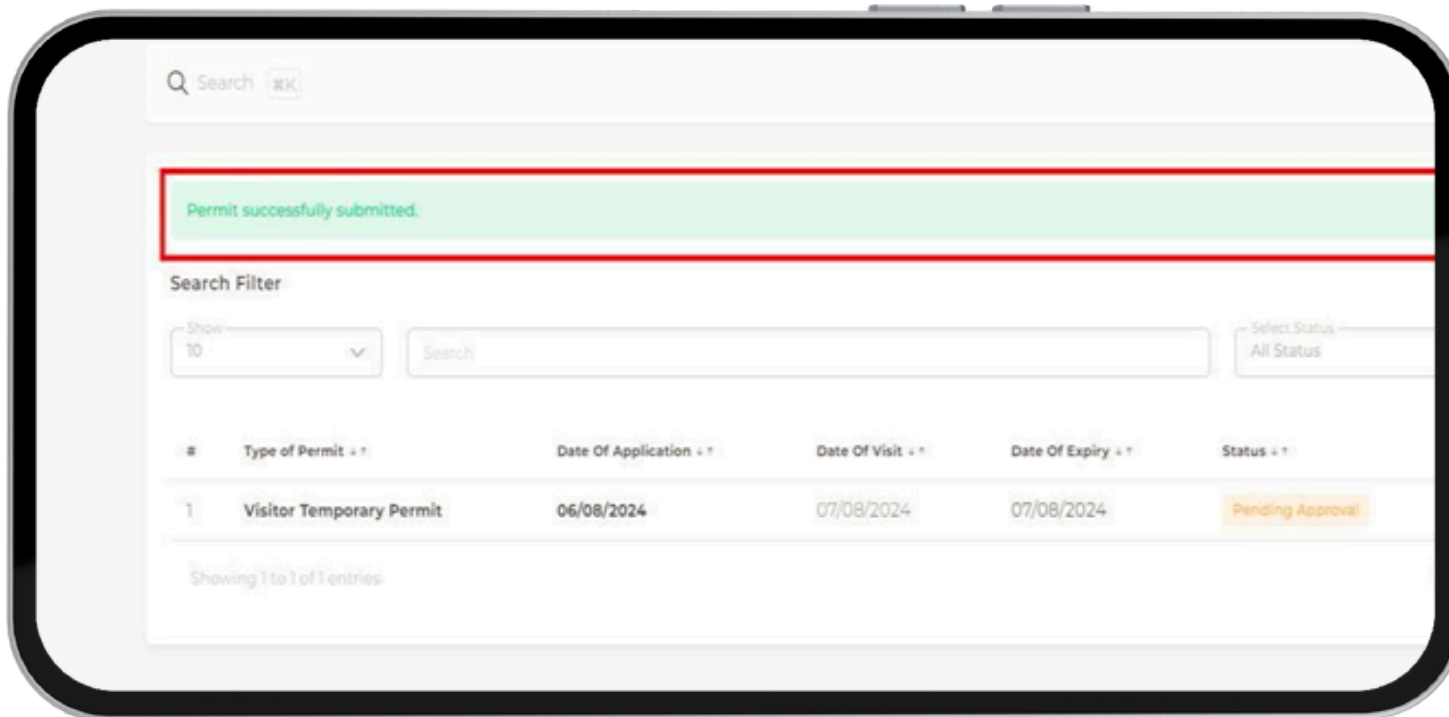 Search ⌘K
Permit successfully submitted.
Search Filter
Show
10
Search
Select Status
All Status
# Type of Permit ↓↑ Date Of Application ↓↑ Date Of Visit ↓↑ Date Of Expiry ↓↑ Status ↓↑
1 Visitor Temporary Permit 06/08/2024 07/08/2024 07/08/2024 Pending Approval
Showing 1 to 1 of 1 entries